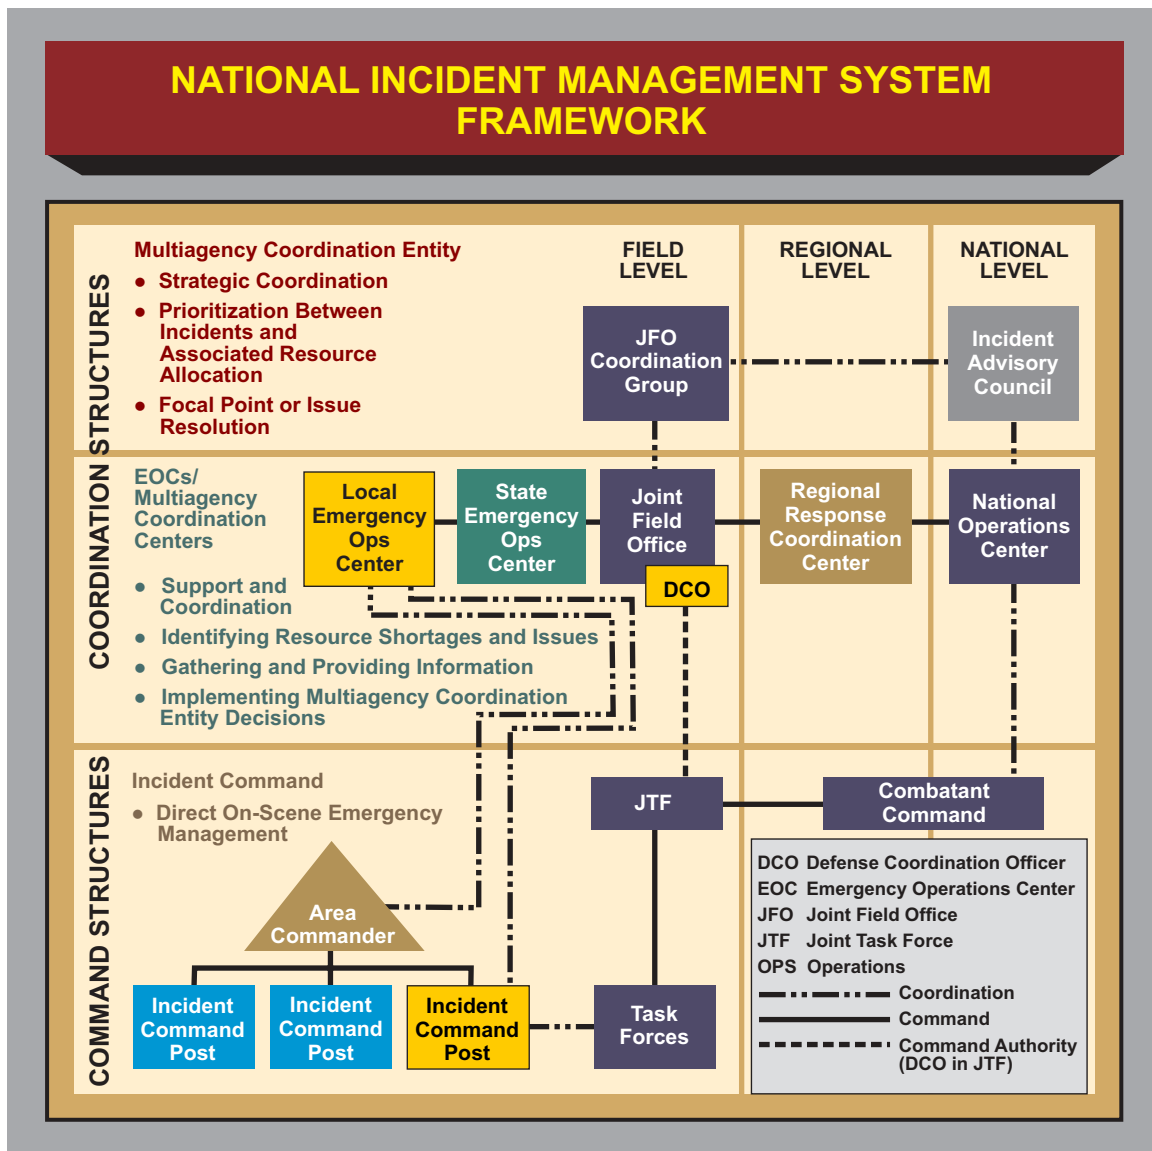 NATIONAL INCIDENT MANAGEMENT SYSTEM
FRAMEWORK
COORDINATION STRUCTURES
Multiagency Coordination Entity
● Strategic Coordination
● Prioritization Between
Incidents and
Associated Resource
Allocation
● Focal Point or Issue
Resolution
FIELD
LEVEL
REGIONAL
LEVEL
NATIONAL
LEVEL
JFO
Coordination
Group
Incident
Advisory
Council
EOCs/
Multiagency
Coordination
Centers
● Support and
Coordination
● Identifying Resource Shortages and Issues
● Gathering and Providing Information
● Implementing Multiagency Coordination
Entity Decisions
Local
Emergency
Ops
Center
State
Emergency
Ops
Center
Joint
Field
Office
DCO
Regional
Response
Coordination
Center
National
Operations
Center
COMMAND STRUCTURES
Incident Command
● Direct On-Scene Emergency
Management
JTF
Combatant
Command
Area
Commander
Incident
Command
Post
Incident
Command
Post
Incident
Command
Post
Task
Forces
DCO Defense Coordination Officer
EOC Emergency Operations Center
JFO Joint Field Office
JTF Joint Task Force
OPS Operations
Coordination
Command
Command Authority
(DCO in JTF)